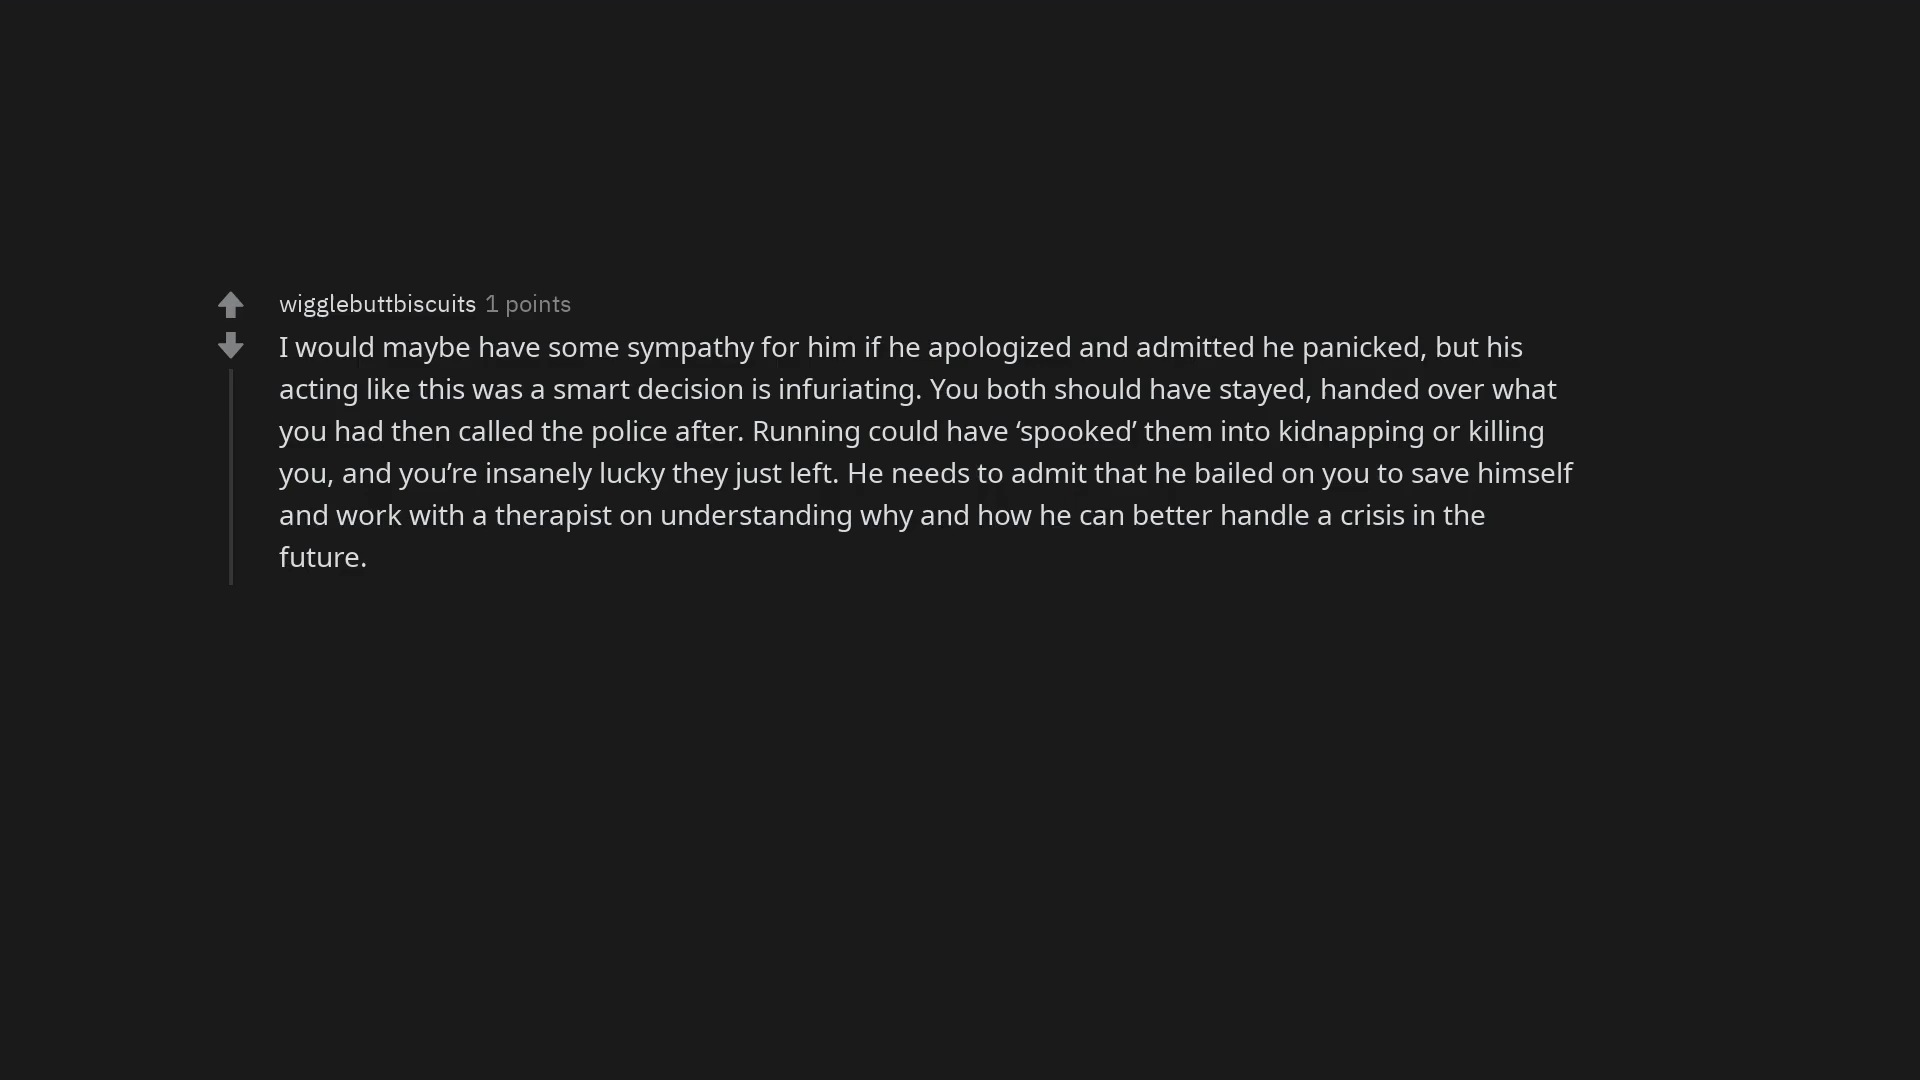 wigglebuttbiscuits 1 points
I would maybe have some sympathy for him if he apologized and admitted he panicked, but his
acting like this was a smart decision is infuriating. You both should have stayed, handed over what
you had then called the police after. Running could have ‘spooked’ them into kidnapping or killing
you, and you’re insanely lucky they just left. He needs to admit that he bailed on you to save himself
and work with a therapist on understanding why and how he can better handle a crisis in the
future.